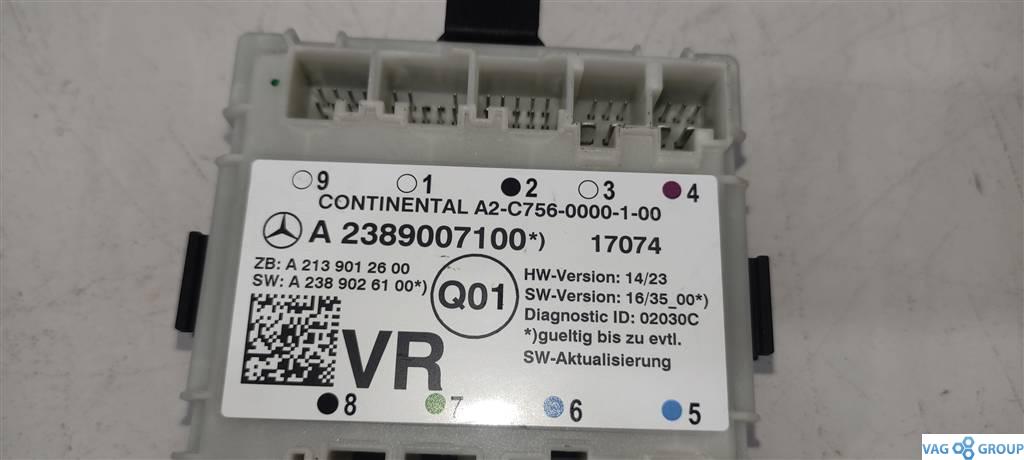 9 1 2 3 4
CONTINENTAL A2-C756-0000-1-00
A 2389007100*) 17074
ZB: A 213 901 26 00
SW: A 238 902 61 00*)
Q01
HW-Version: 14/23
SW-Version: 16/35_00*)
Diagnostic ID: 02030C
*)gueltig bis zu evtl.
SW-Aktualisierung
VR
8 7 6 5
VAG GROUP